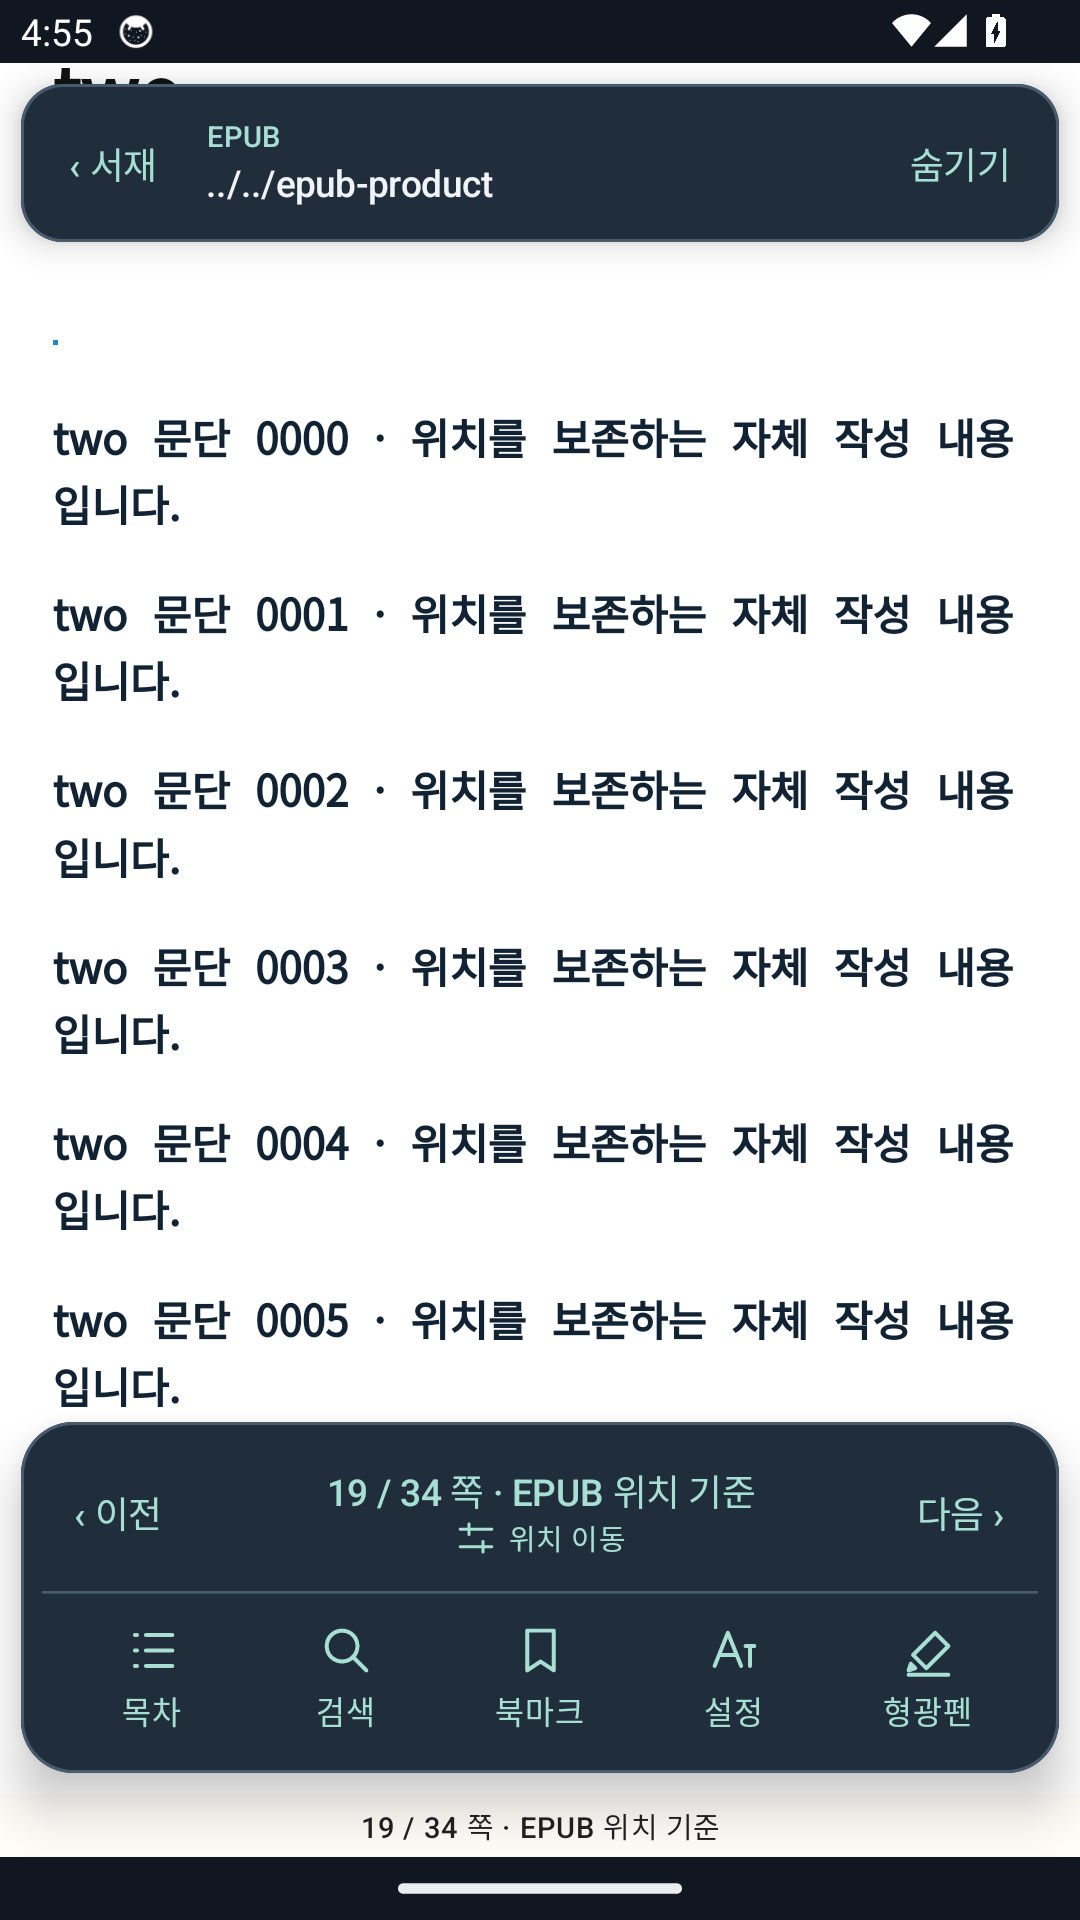 4:55
two
EPUB
‹ 서재
../../epub-product
숨기기
two 문단 0000 · 위치를 보존하는 자체 작성 내용
입니다.
two 문단 0001 · 위치를 보존하는 자체 작성 내용
입니다.
two 문단 0002 · 위치를 보존하는 자체 작성 내용
입니다.
two 문단 0003 · 위치를 보존하는 자체 작성 내용
입니다.
two 문단 0004 · 위치를 보존하는 자체 작성 내용
입니다.
two 문단 0005 · 위치를 보존하는 자체 작성 내용
입니다.
‹ 이전
19 / 34 쪽 · EPUB 위치 기준
위치 이동
다음 ›
목차
검색
북마크
설정
형광펜
19 / 34 쪽 · EPUB 위치 기준